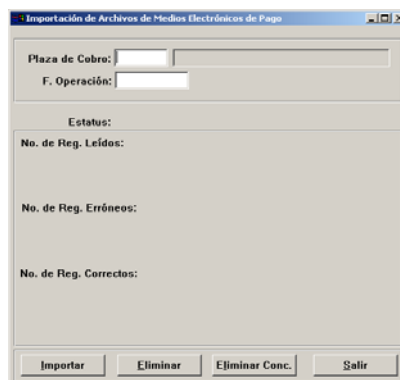 Importación de Archivos de Medios Electrónicos de Pago
Plaza de Cobro:
F. Operación:
Estatus:
No. de Reg. Leídos:
No. de Reg. Erróneos:
No. de Reg. Correctos:
Importar Eliminar Eliminar Conc. Salir